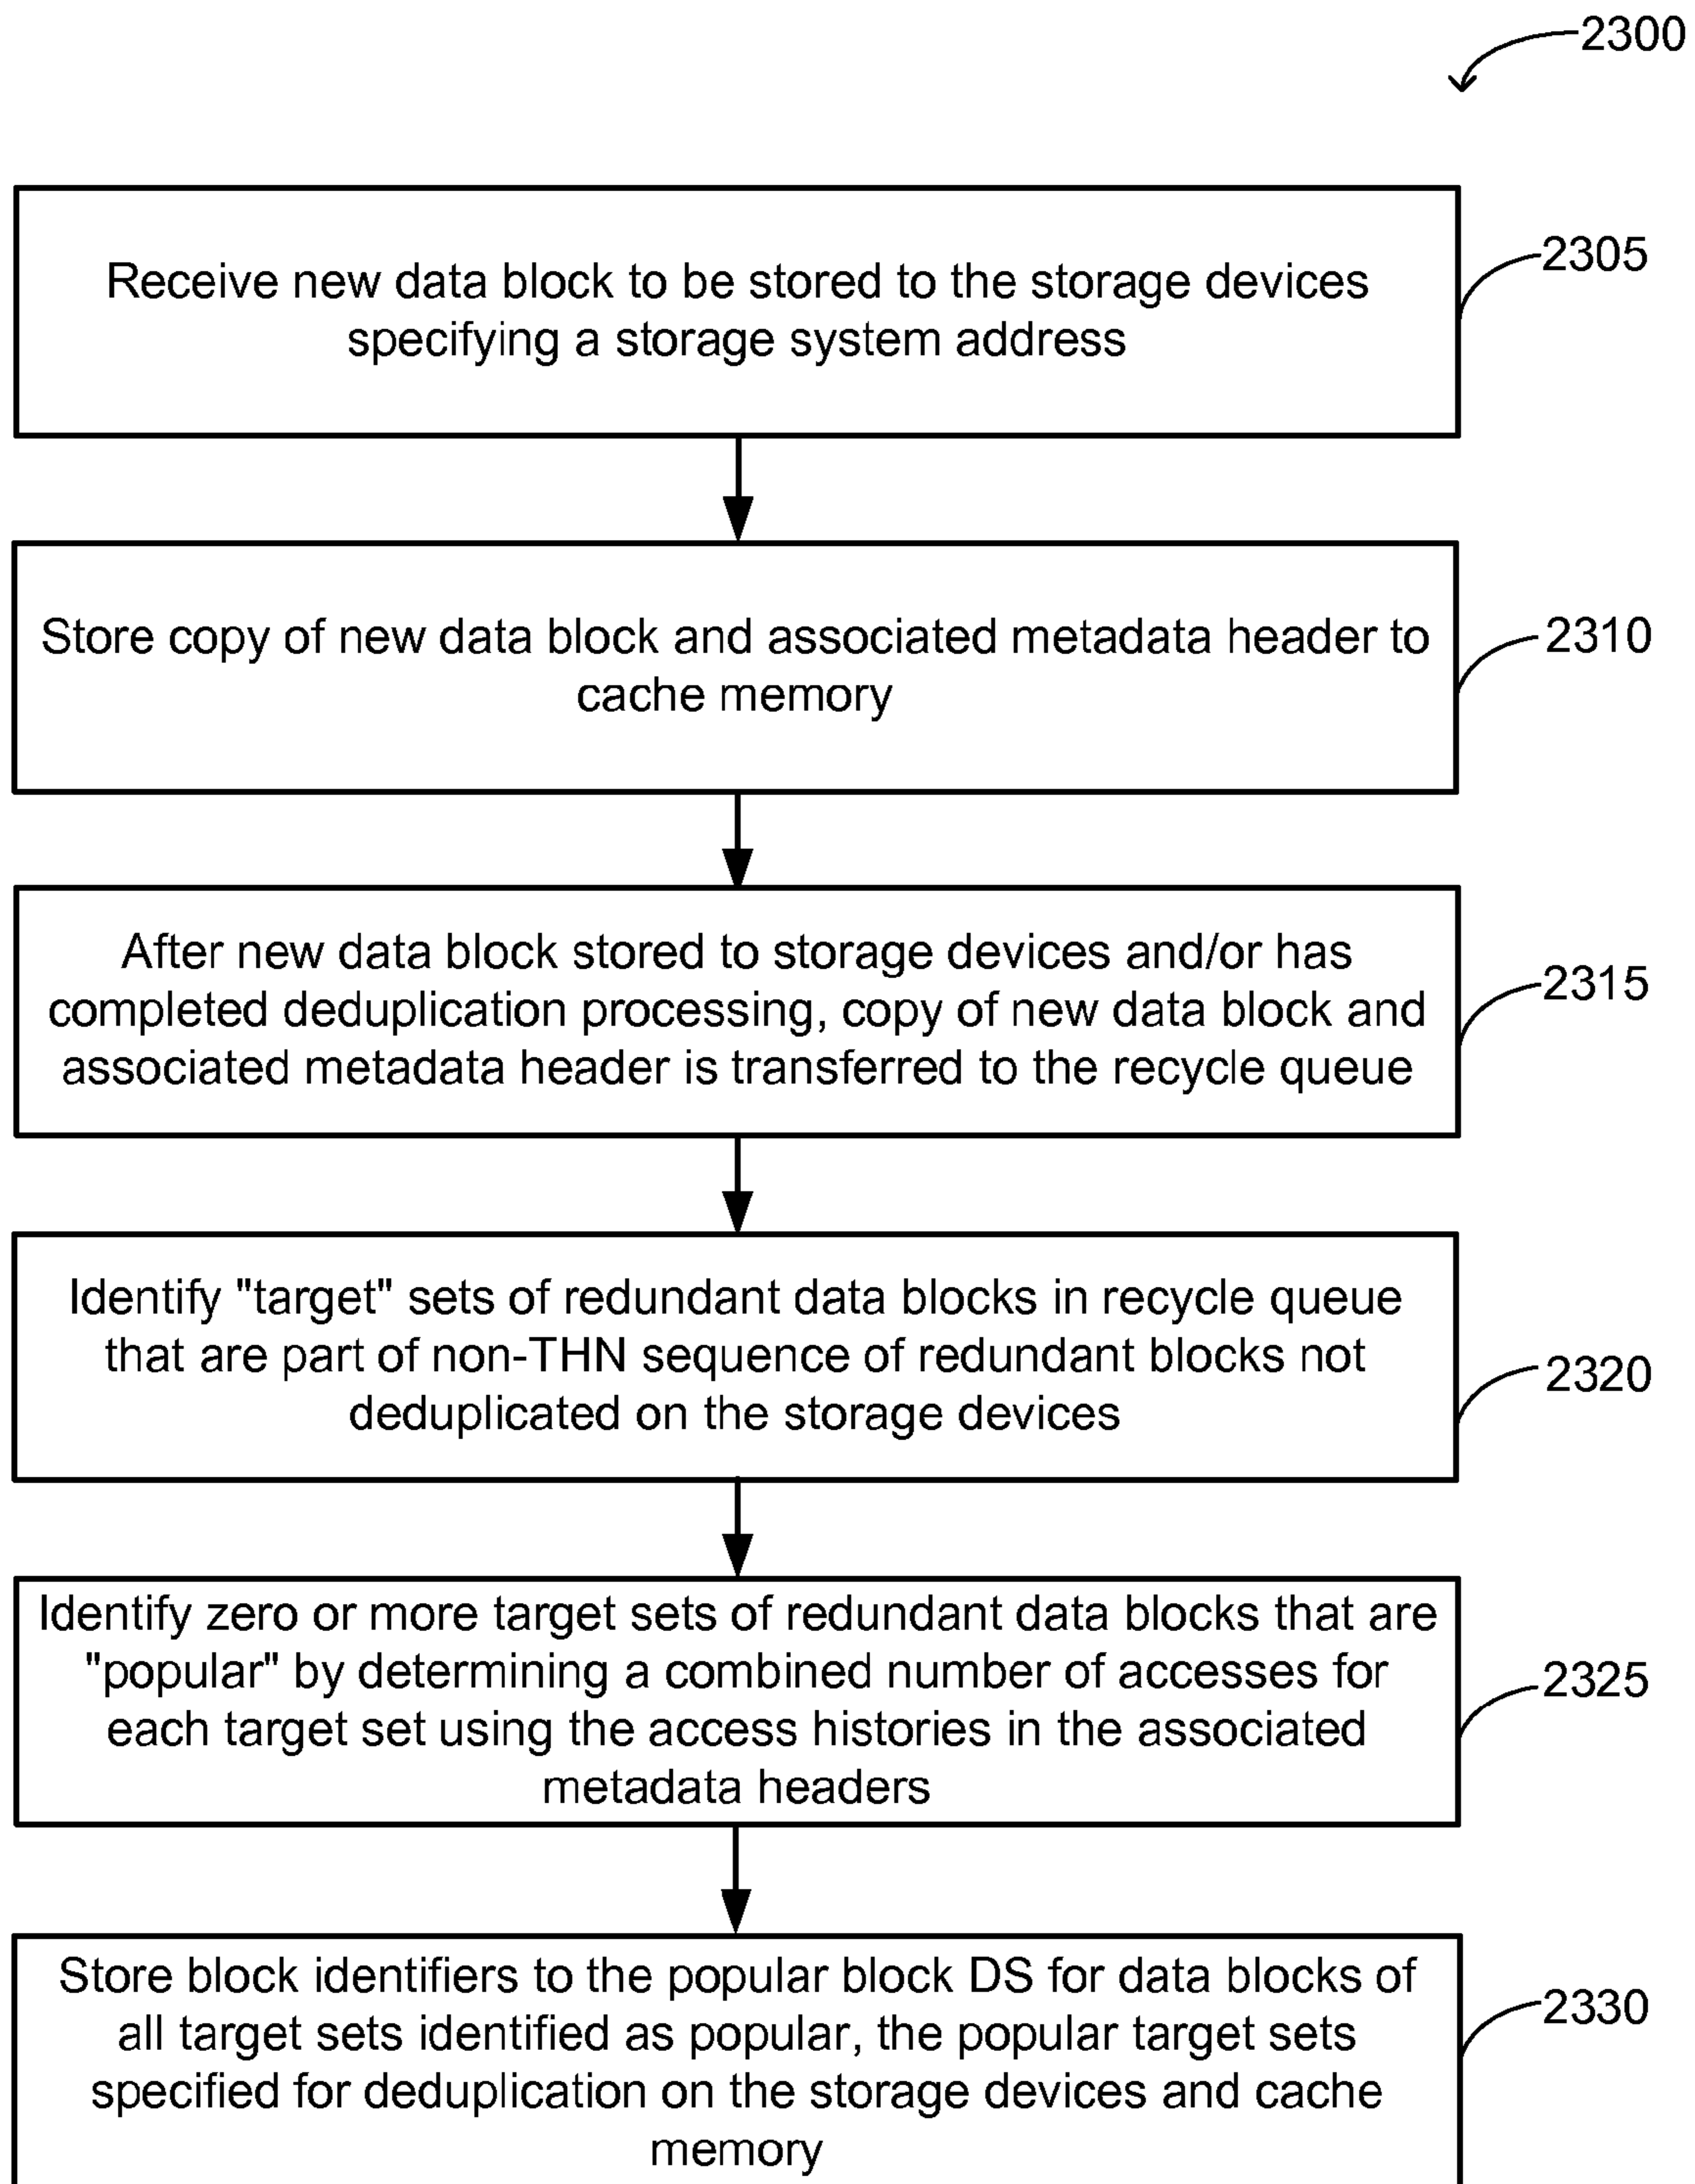 2300
Receive new data block to be stored to the storage devices
specifying a storage system address
2305
Store copy of new data block and associated metadata header to
cache memory
2310
After new data block stored to storage devices and/or has
completed deduplication processing, copy of new data block and
associated metadata header is transferred to the recycle queue
2315
Identify "target" sets of redundant data blocks in recycle queue
that are part of non-THN sequence of redundant blocks not
deduplicated on the storage devices
2320
Identify zero or more target sets of redundant data blocks that are
"popular" by determining a combined number of accesses for
each target set using the access histories in the associated
metadata headers
2325
Store block identifiers to the popular block DS for data blocks of
all target sets identified as popular, the popular target sets
specified for deduplication on the storage devices and cache
memory
2330